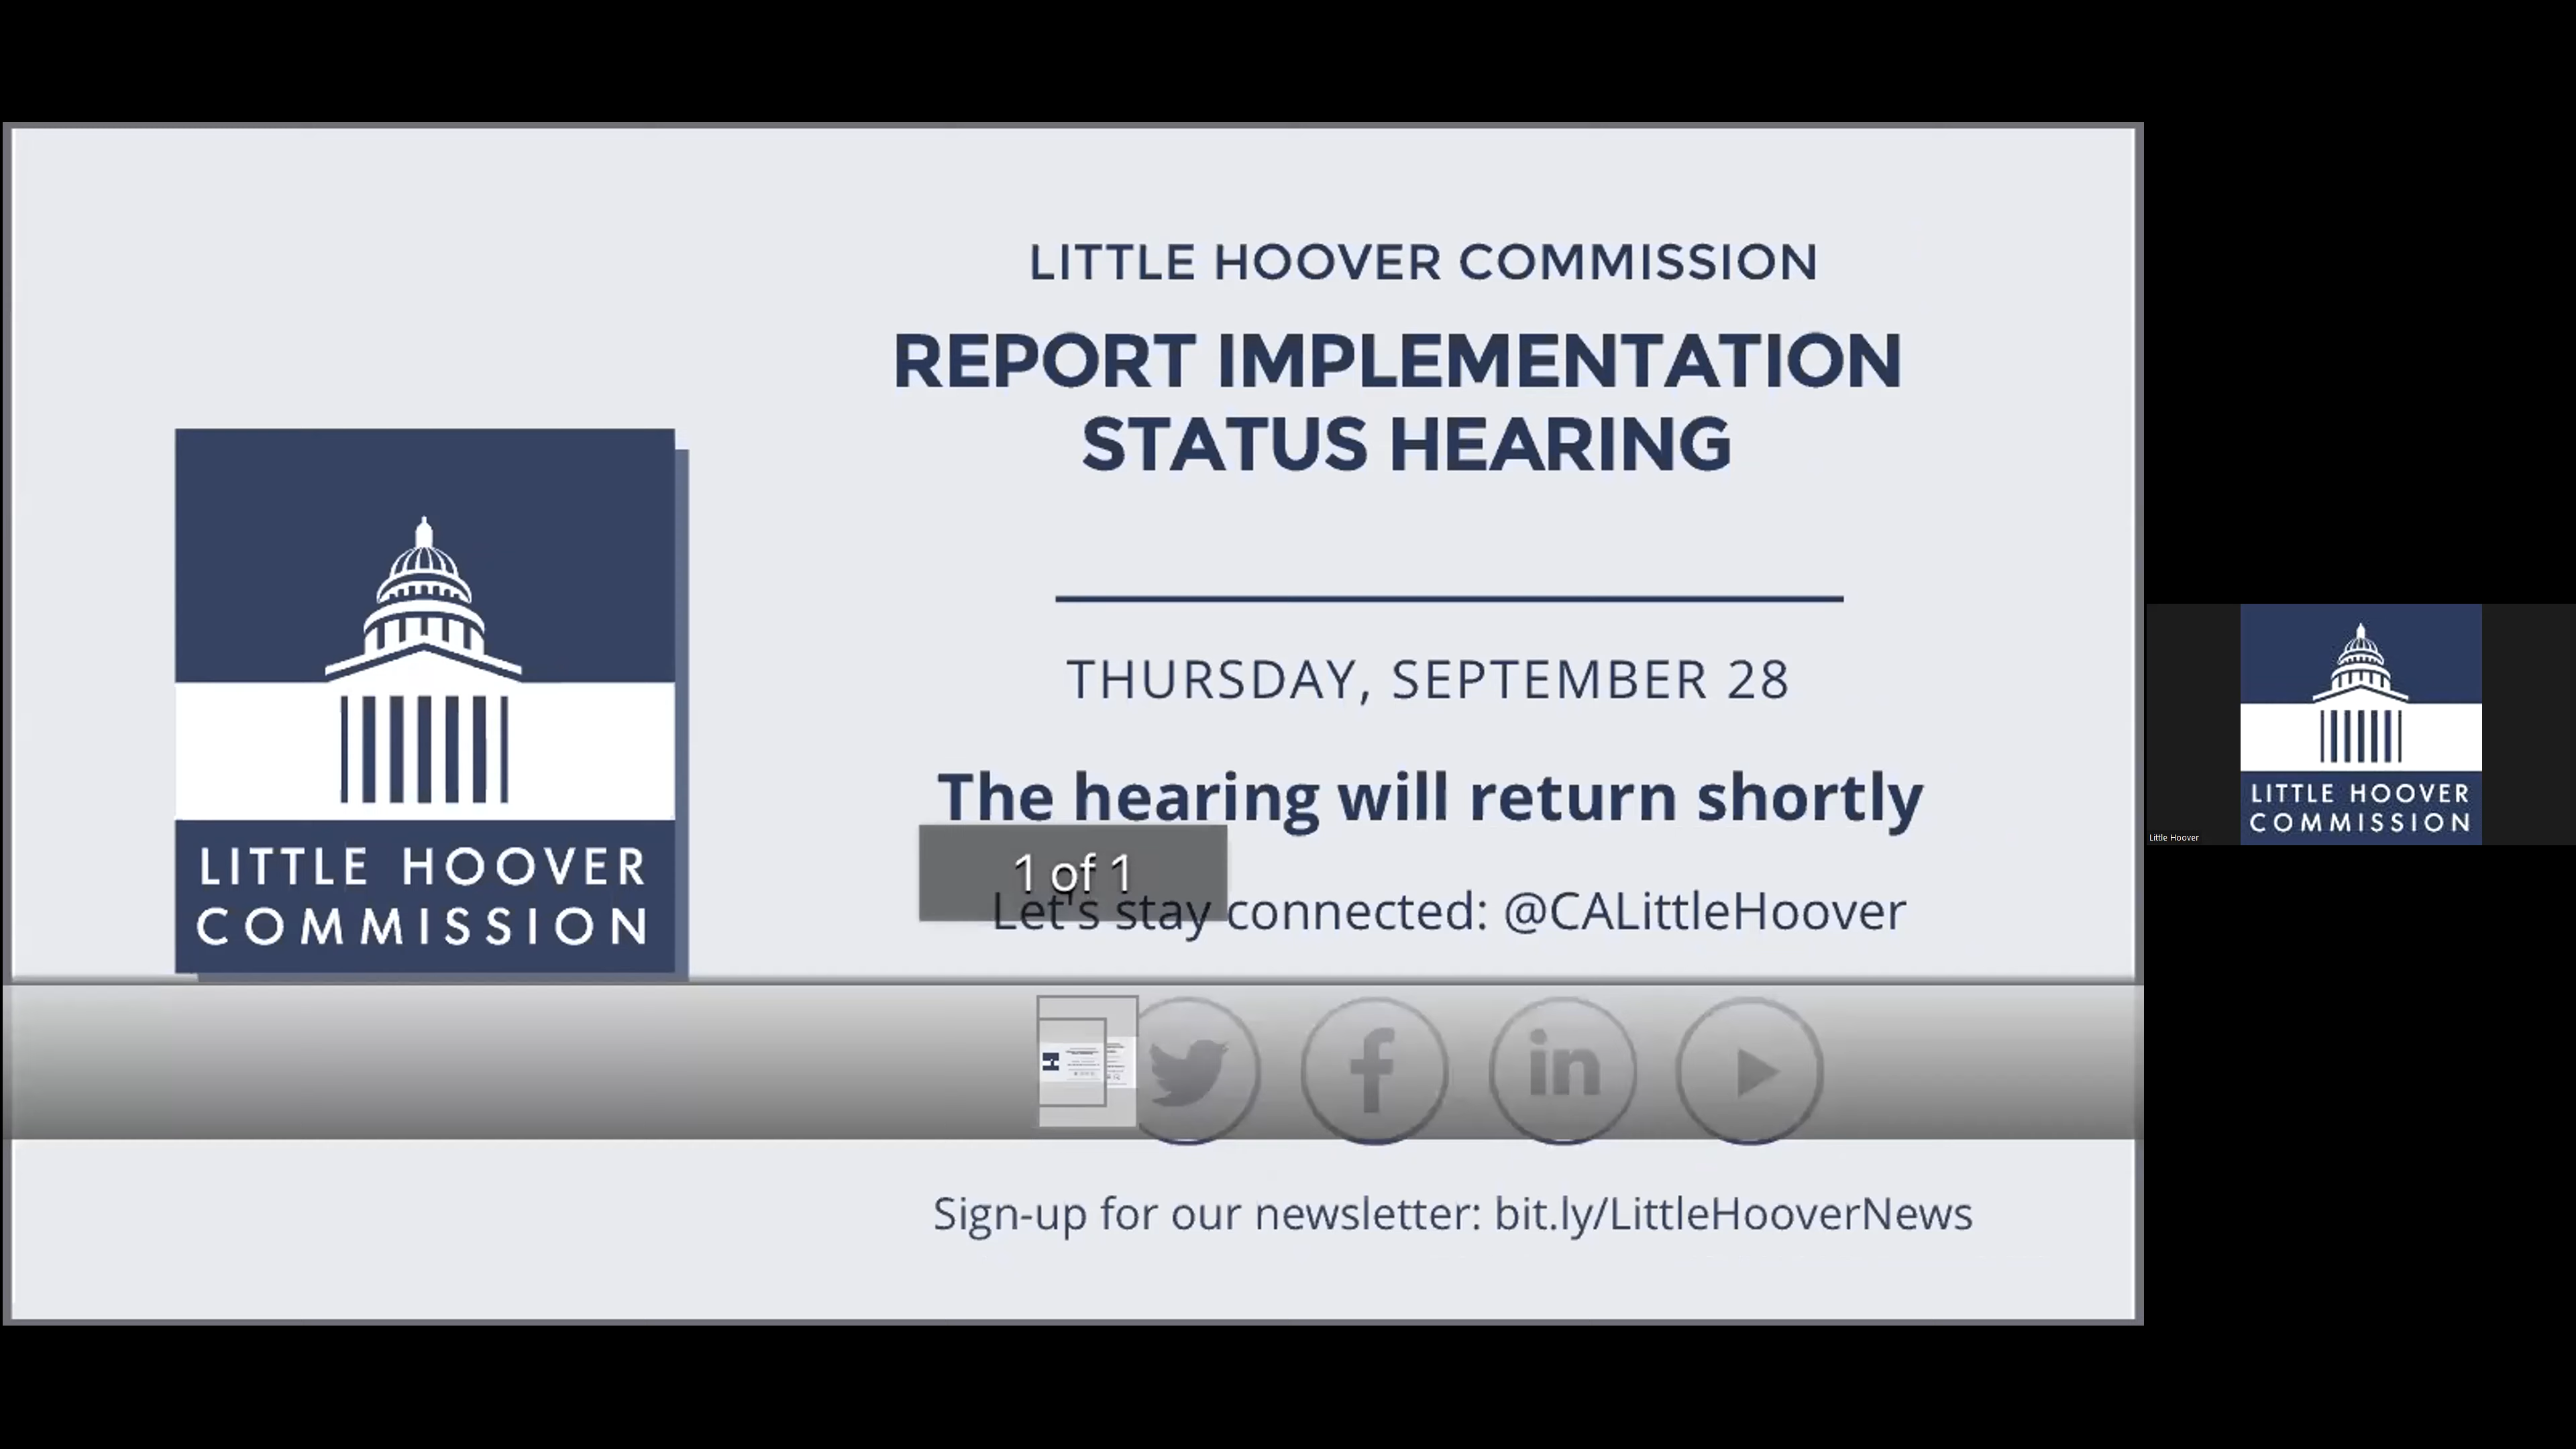 LITTLE HOOVER COMMISSION
REPORT IMPLEMENTATION
STATUS HEARING
THURSDAY, SEPTEMBER 28
The hearing will return shortly
1 of 1
Let's stay connected: @CALittleHoover
in
Sign-up for our newsletter: bit.ly/LittleHooverNews
LITTLE HOOVER
COMMISSION
LITTLE HOOVER
COMMISSION
Little Hoover